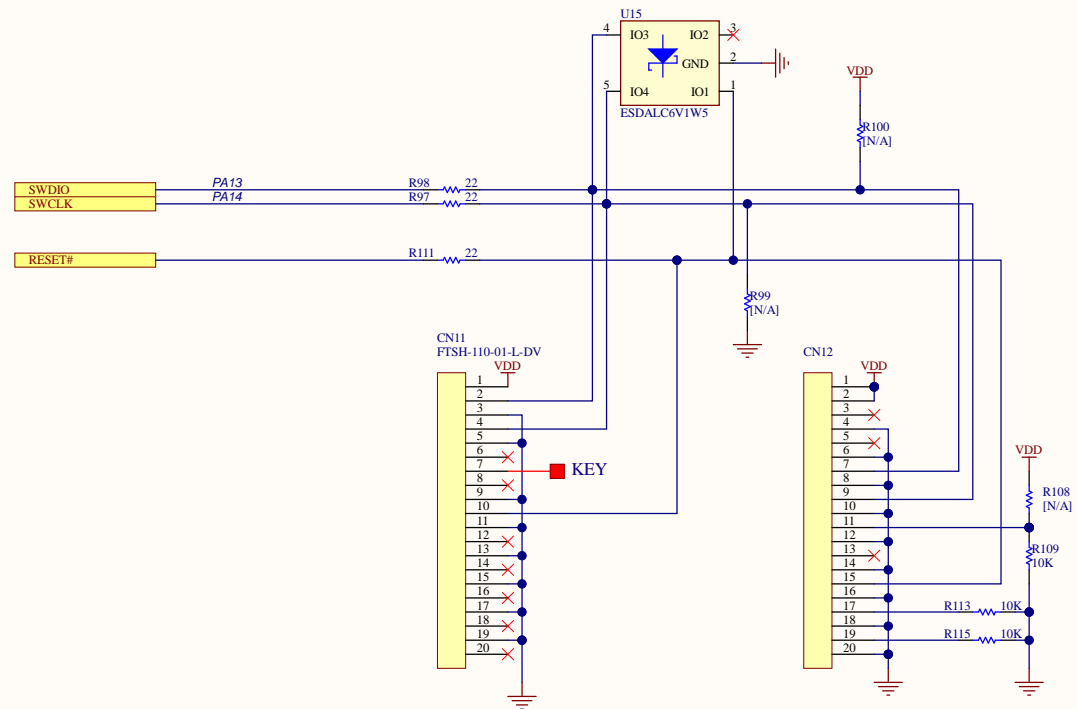 U15
4 IO3 IO2 3
GND 2
5 IO4 IO1 1
ESDALC6V1W5
VDD
R100
[N/A]
SWDIO PA13 R98 22
SWCLK PA14 R97 22
RESET# R111 22
R99
[N/A]
CN11
FTSH-110-01-L-DV
VDD
1
2
3
4
5
6
7 KEY
8
9
10
11
12
13
14
15
16
17
18
19
20
CN12
VDD
1
2
3
4
5
6
7
8
9
10
11
12
13
14
15
16
17 R113 10K
18
19 R115 10K
20
VDD
R108
[N/A]
R109
10K